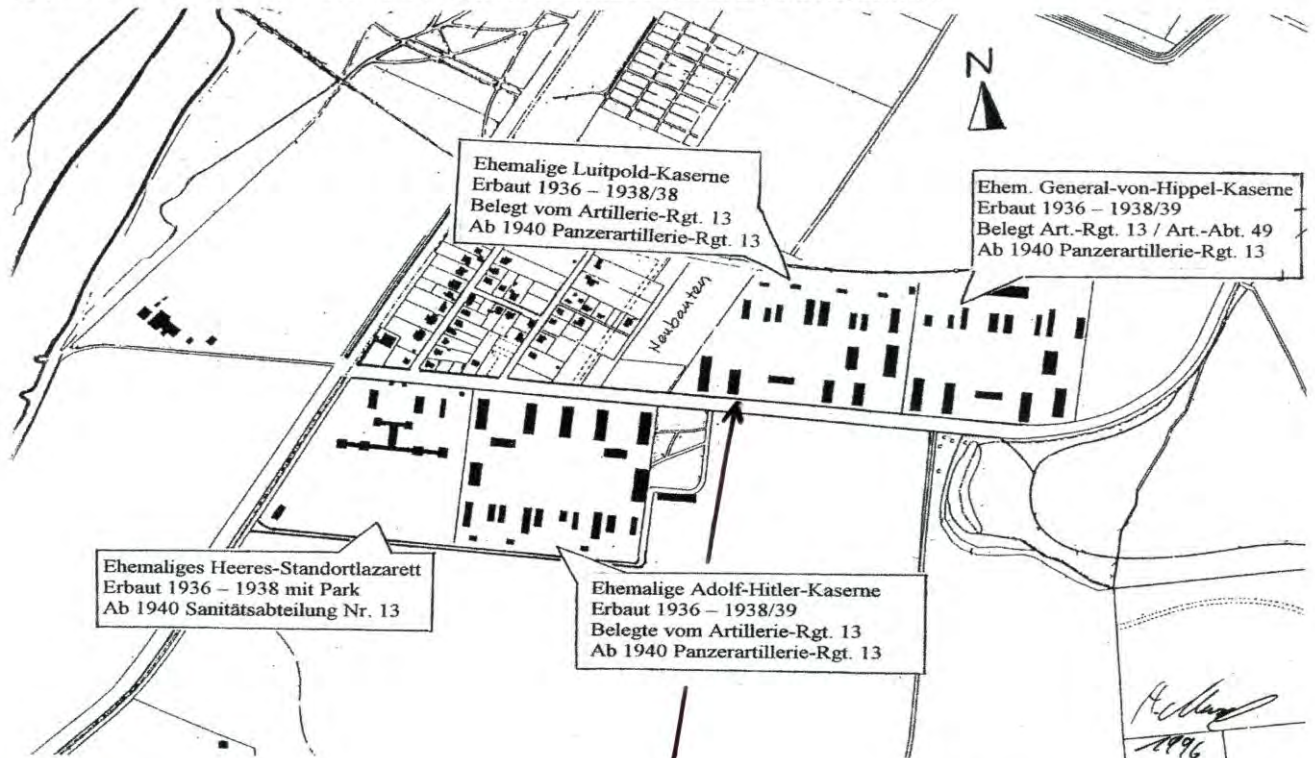 N
Ehemalige Luitpold-Kaserne
Erbaut 1936 – 1938/38
Belegt vom Artillerie-Rgt. 13
Ab 1940 Panzerartillerie-Rgt. 13
Ehem. General-von-Hippel-Kaserne
Erbaut 1936 – 1938/39
Belegt Art.-Rgt. 13 / Art.-Abt. 49
Ab 1940 Panzerartillerie-Rgt. 13
Neubauten
Ehemaliges Heeres-Standortlazarett
Erbaut 1936 – 1938 mit Park
Ab 1940 Sanitätsabteilung Nr. 13
Ehemalige Adolf-Hitler-Kaserne
Erbaut 1936 – 1938/39
Belegte vom Artillerie-Rgt. 13
Ab 1940 Panzerartillerie-Rgt. 13
1996